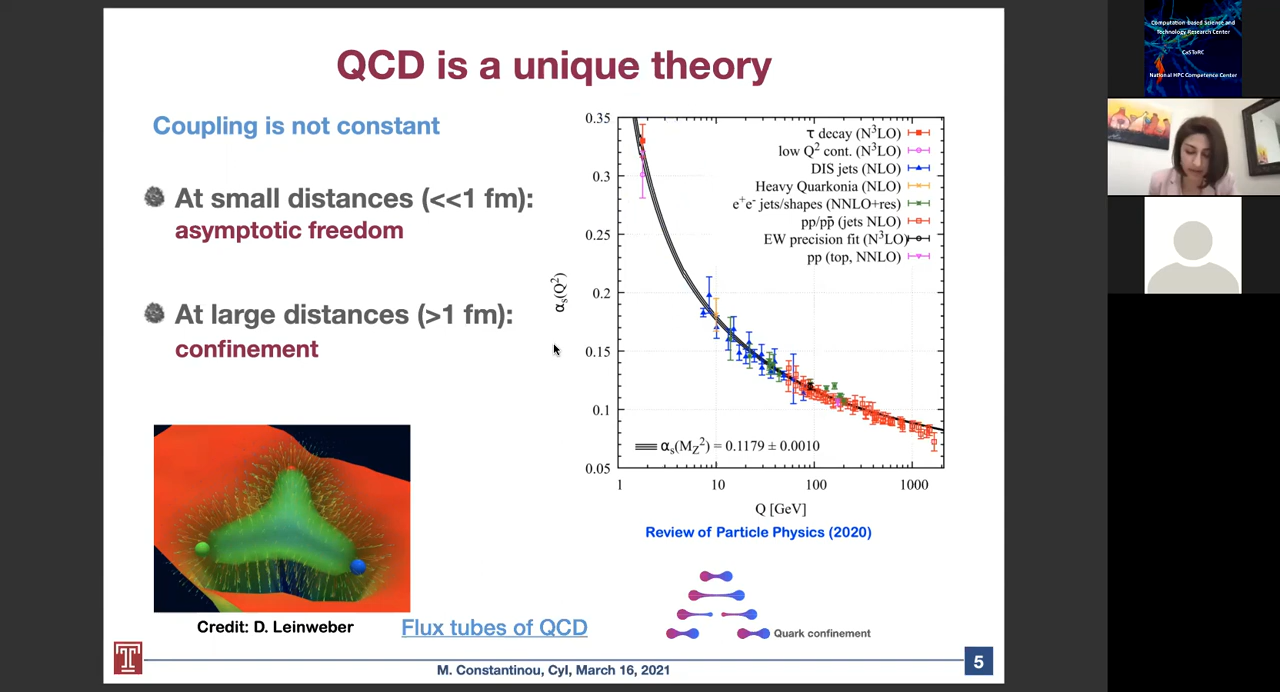 QCD is a unique theory
Coupling is not constant
At small distances (<<1 fm):
asymptotic freedom
At large distances (>1 fm):
confinement
Credit: D. Leinweber
Flux tubes of QCD
0.35
0.3
0.25
0.2
0.15
0.1
0.05
αs(Q²)
τ decay (N³LO)
low Q² cont. (N³LO)
DIS jets (NLO)
Heavy Quarkonia (NLO)
e⁺e⁻ jets/shapes (NNLO+res)
pp/pp̄ (jets NLO)
EW precision fit (N³LO)
pp (top, NNLO)
αs(MZ²) = 0.1179 ± 0.0010
1 10 100 1000
Q [GeV]
Review of Particle Physics (2020)
Quark confinement
T
M. Constantinou, CyI, March 16, 2021
5
Computation-based Science and
Technology Research Center
CaSToRC
National HPC Competence Center